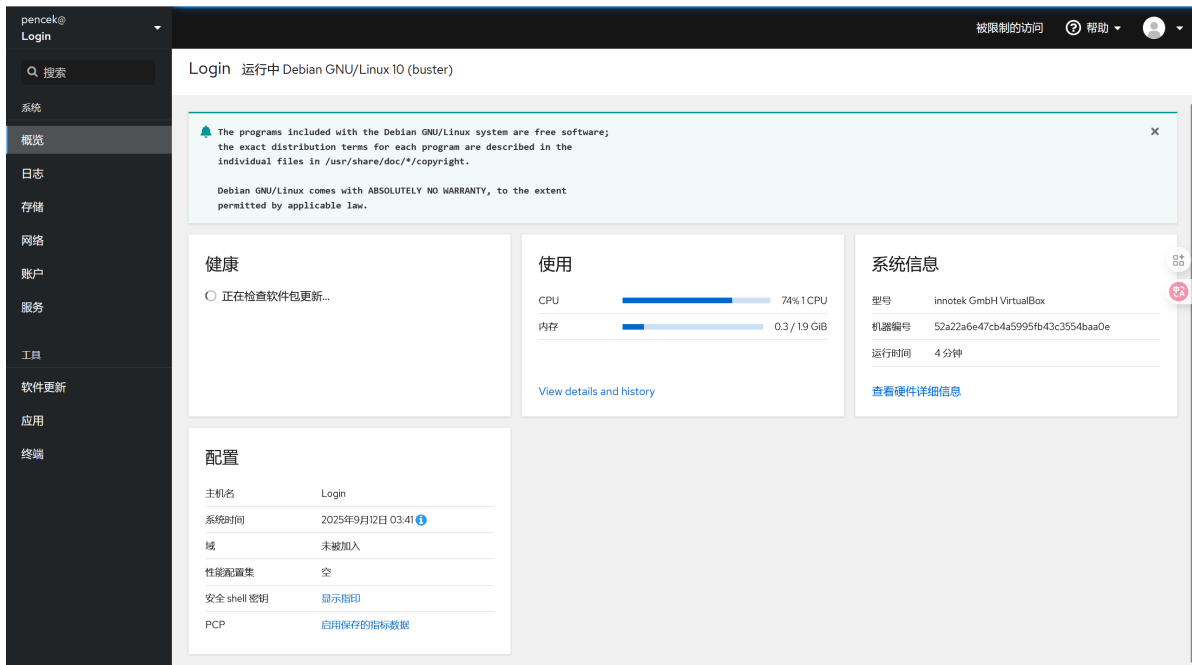 pencek@
Login
被限制的访问
帮助
搜索
Login 运行中 Debian GNU/Linux 10 (buster)
系统
概览
日志
存储
网络
账户
服务
工具
软件更新
应用
终端
The programs included with the Debian GNU/Linux system are free software;
the exact distribution terms for each program are described in the
individual files in /usr/share/doc/*/copyright.
Debian GNU/Linux comes with ABSOLUTELY NO WARRANTY, to the extent
permitted by applicable law.
健康
正在检查软件包更新...
使用
CPU 74% 1 CPU
内存 0.3 / 1.9 GiB
View details and history
系统信息
型号 innotek GmbH VirtualBox
机器编号 52a22a6e47cb4a5995fb43c3554baa0e
运行时间 4 分钟
查看硬件详细信息
配置
主机名 Login
系统时间 2025年9月12日 03:41
域 未被加入
性能配置集 空
安全 shell 密钥 显示指印
PCP 启用保存的指标数据